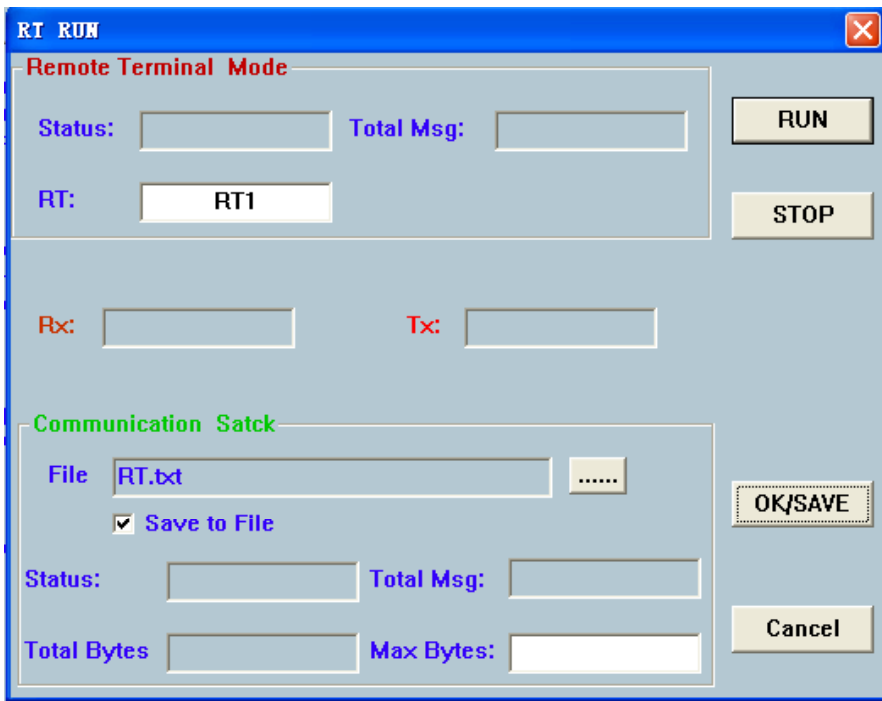 RT RUN
Remote Terminal Mode
Status: Total Msg: RUN
RT: RT1 STOP
Rx: Tx:
Communication Satck
File RT.txt ......
Save to File OK/SAVE
Status: Total Msg:
Total Bytes Max Bytes: Cancel